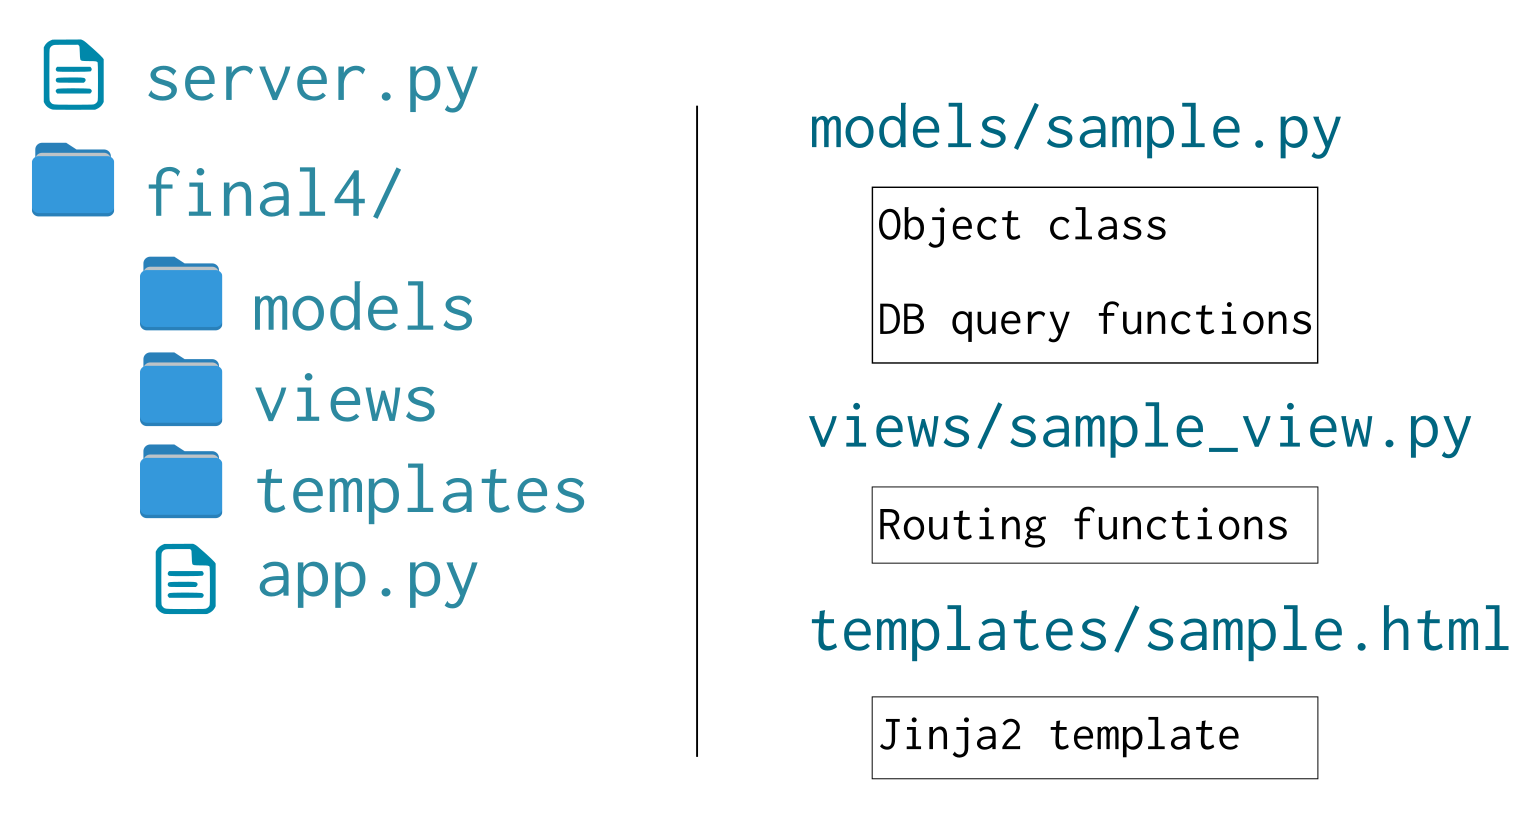 server.py
final4/
models
views
templates
app.py
models/sample.py
Object class
DB query functions
views/sample_view.py
Routing functions
templates/sample.html
Jinja2 template